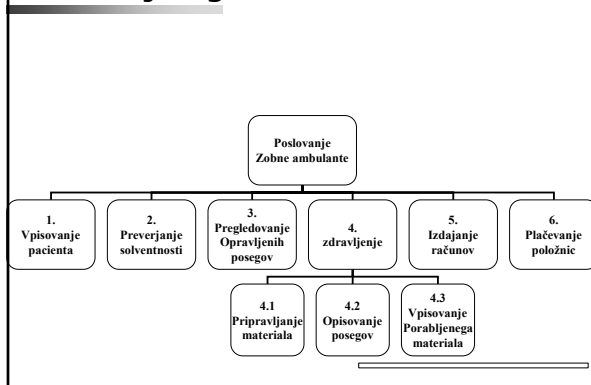 Poslovanje
Zobne ambulante
1.
Vpisovanje
pacienta
2.
Preverjanje
solventnosti
3.
Pregledovanje
Opravljenih
posegov
4.
zdravljenje
5.
Izdajanje
računov
6.
Plačevanje
položnic
4.1
Pripravljanje
materiala
4.2
Opisovanje
posegov
4.3
Vpisovanje
Porabljenega
materiala